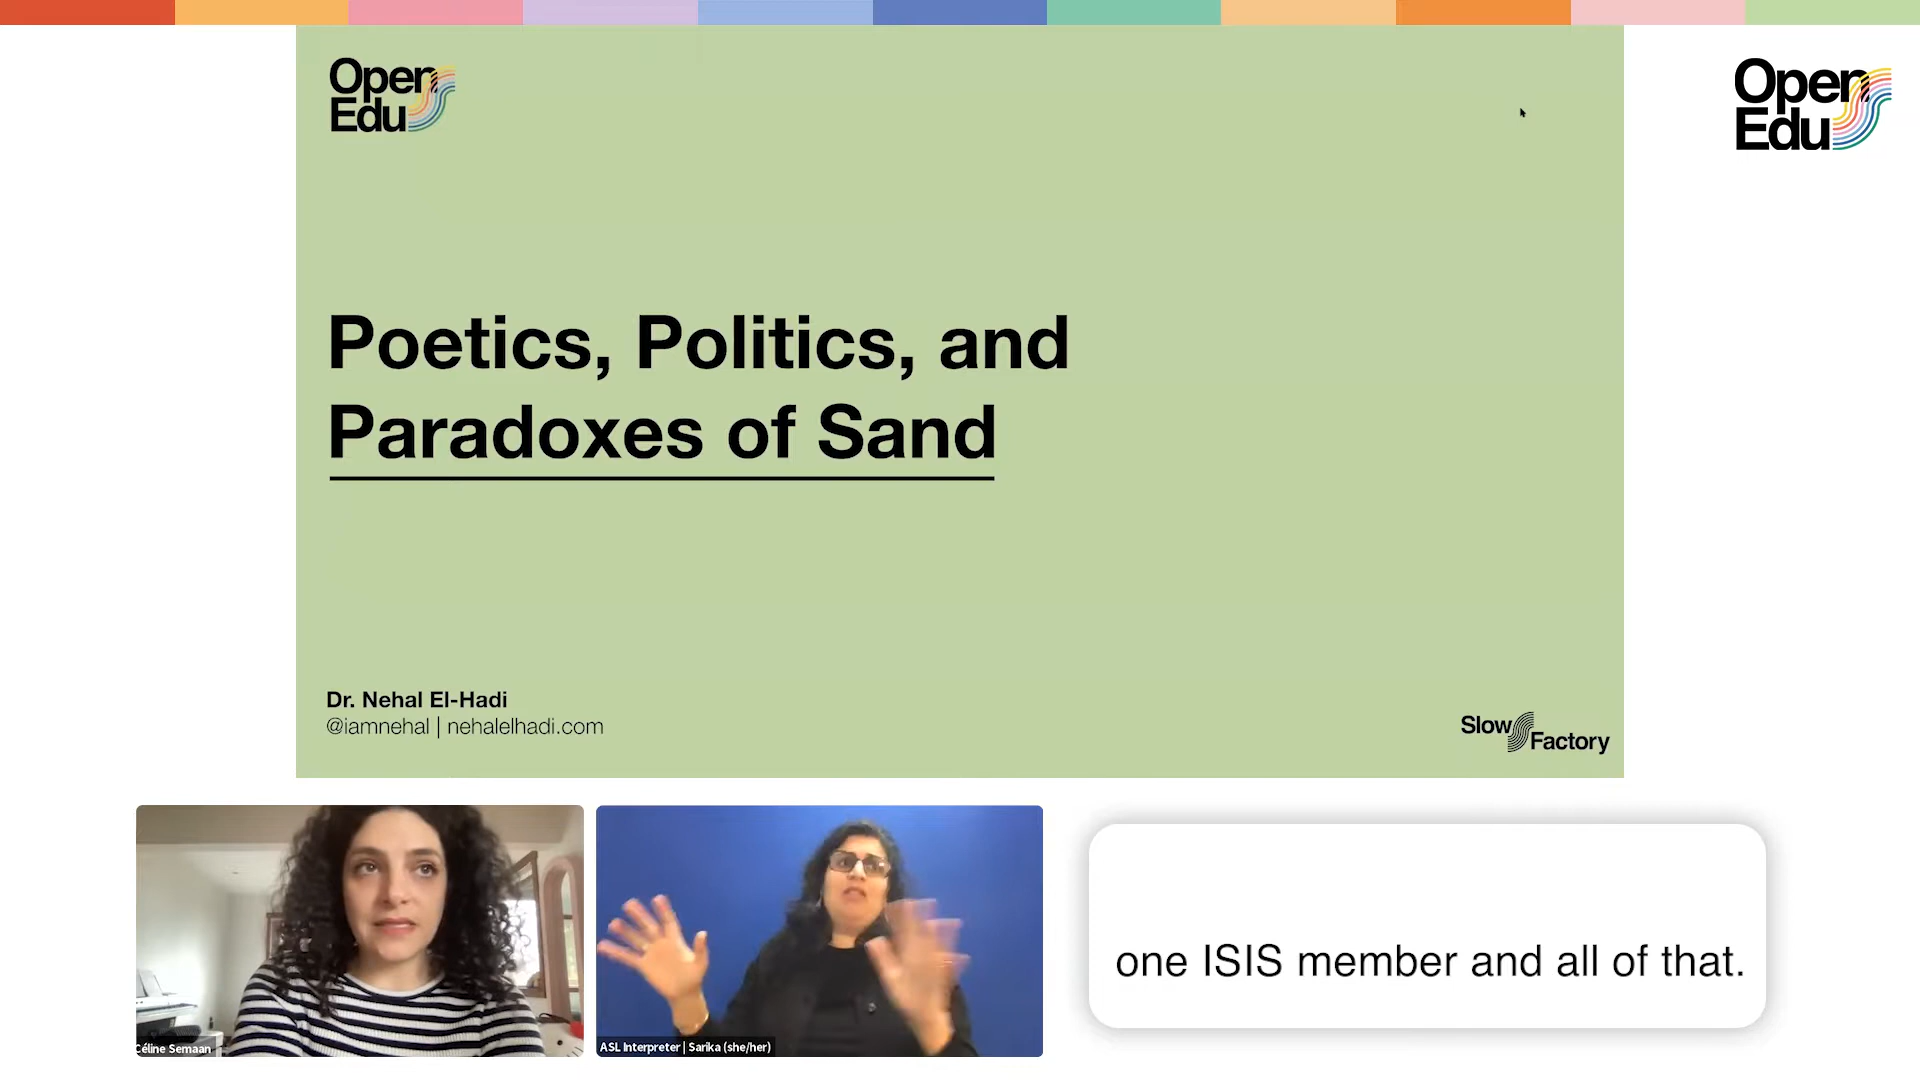 Open
Edu
Open
Edu
Poetics, Politics, and
Paradoxes of Sand
Dr. Nehal El-Hadi
@iamnehal | nehalelhadi.com
Slow
Factory
Céline Semaan
ASL Interpreter | Sarika (she/her)
one ISIS member and all of that.